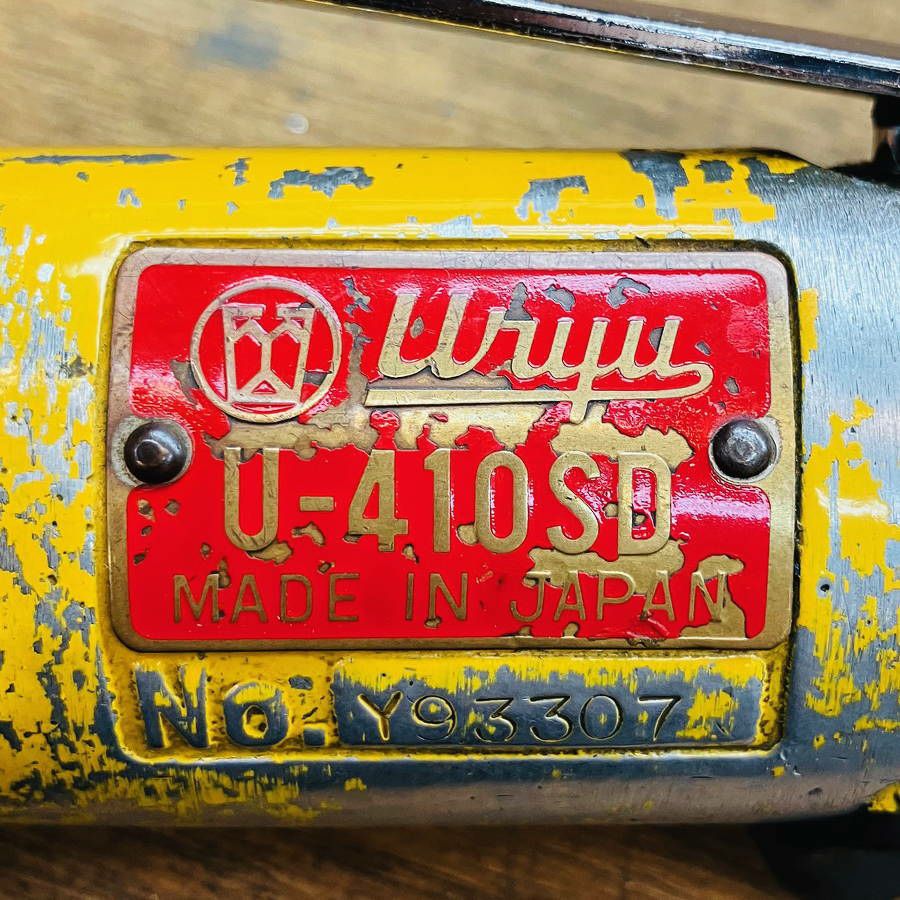 Uryu
U-410SD
MADE IN JAPAN
No. Y93307